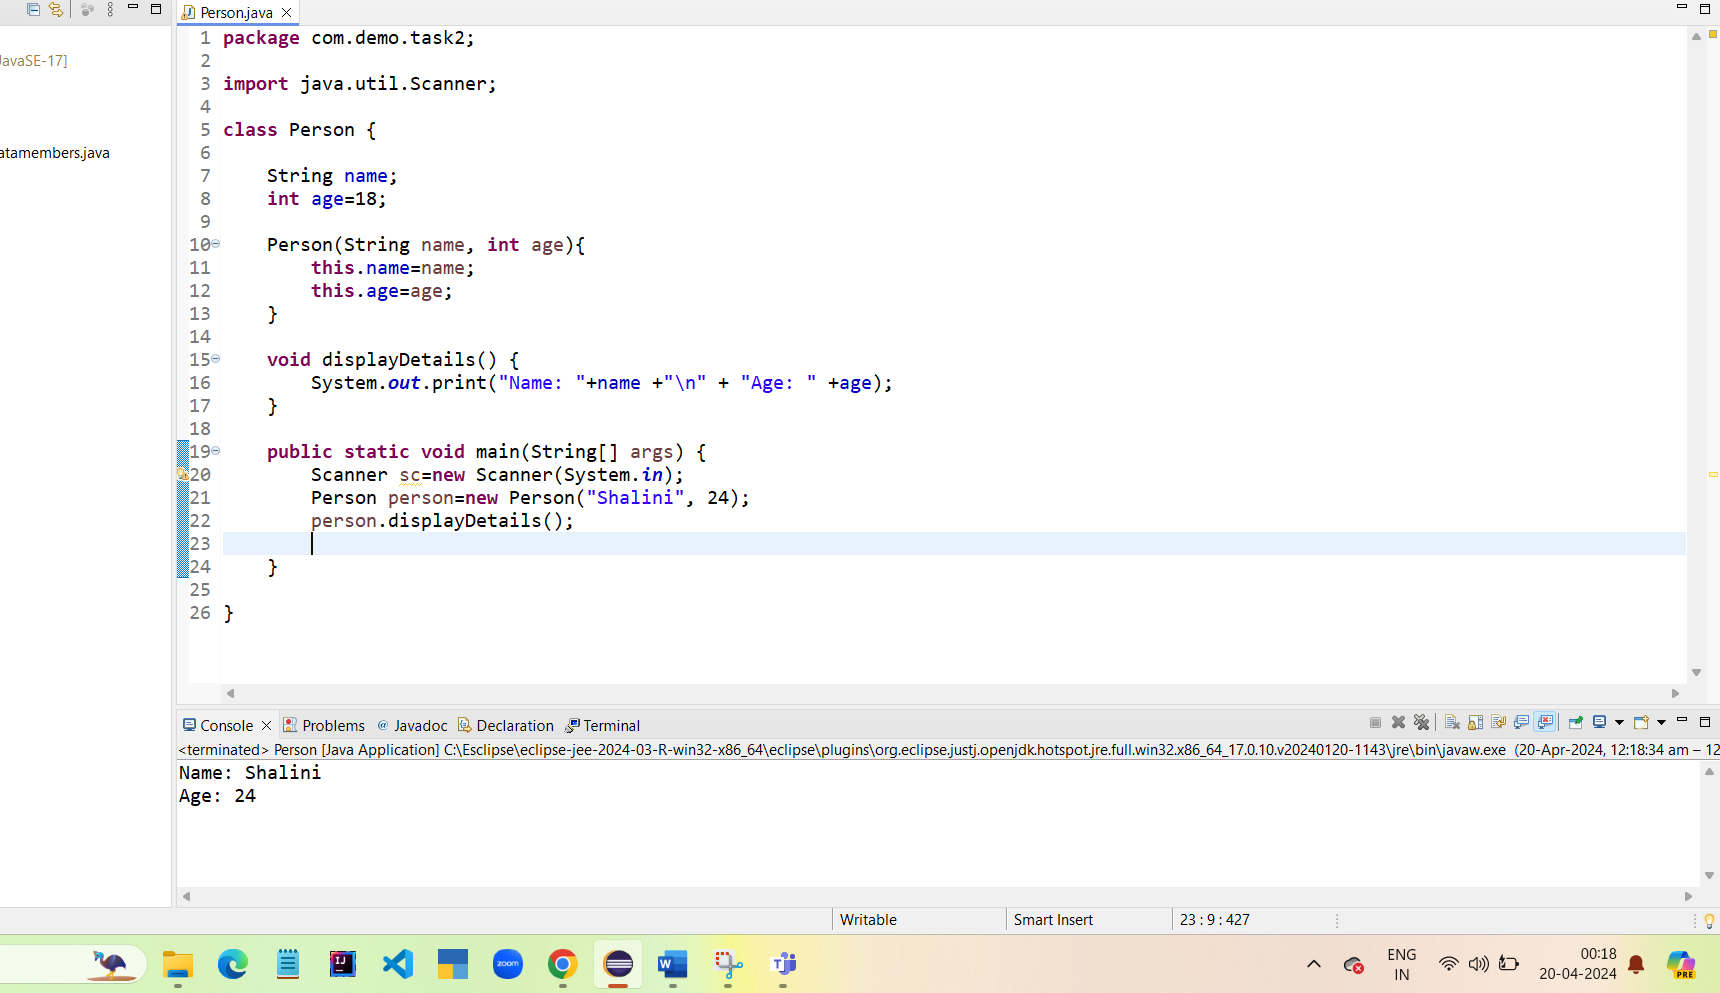 Person.java
JavaSE-17]
atamembers.java
1 package com.demo.task2;
2
3 import java.util.Scanner;
4
5 class Person {
6
7     String name;
8     int age=18;
9
10     Person(String name, int age){
11         this.name=name;
12         this.age=age;
13     }
14
15     void displayDetails() {
16         System.out.print("Name: "+name +"\n" + "Age: " +age);
17     }
18
19     public static void main(String[] args) {
20         Scanner sc=new Scanner(System.in);
21         Person person=new Person("Shalini", 24);
22         person.displayDetails();
23
24     }
25
26 }
Console Problems @ Javadoc Declaration Terminal
<terminated> Person [Java Application] C:\Esclipse\eclipse-jee-2024-03-R-win32-x86_64\eclipse\plugins\org.eclipse.justj.openjdk.hotspot.jre.full.win32.x86_64_17.0.10.v20240120-1143\jre\bin\javaw.exe (20-Apr-2024, 12:18:34 am – 12
Name: Shalini
Age: 24
Writable Smart Insert 23 : 9 : 427
IJ zoom W T PRE
ENG
IN
00:18
20-04-2024